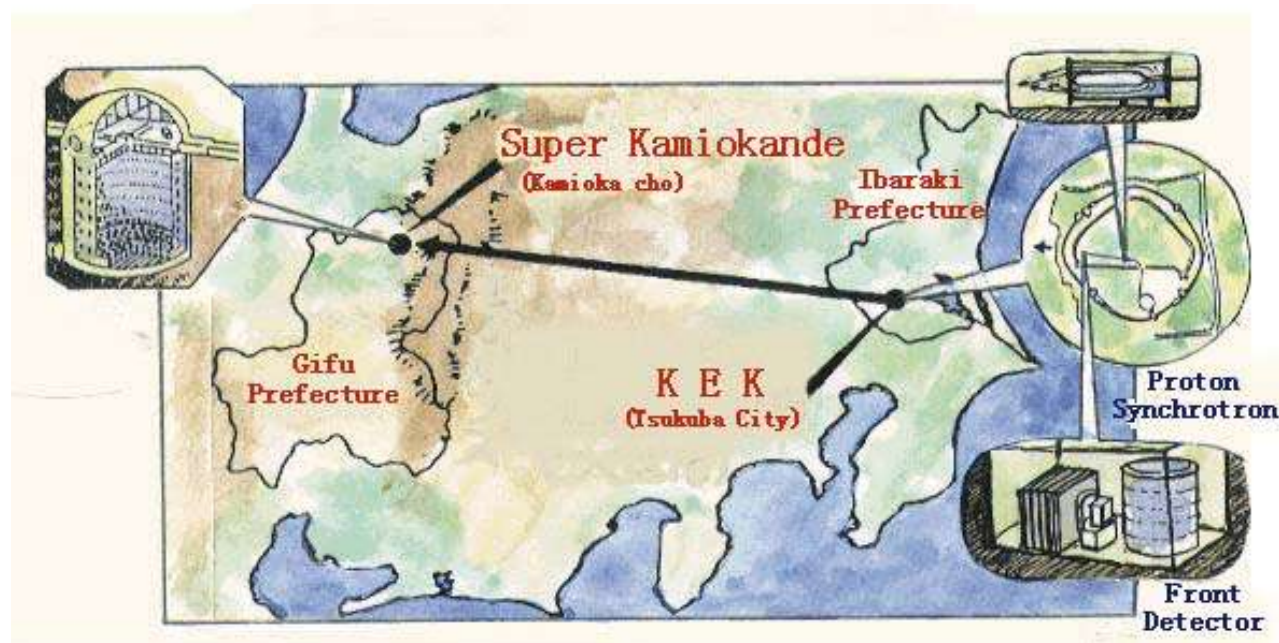 Super Kamiokande
(Kamioka cho)
Ibaraki
Prefecture
Gifu
Prefecture
K E K
(Tsukuba City)
Proton
Synchrotron
Front
Detector